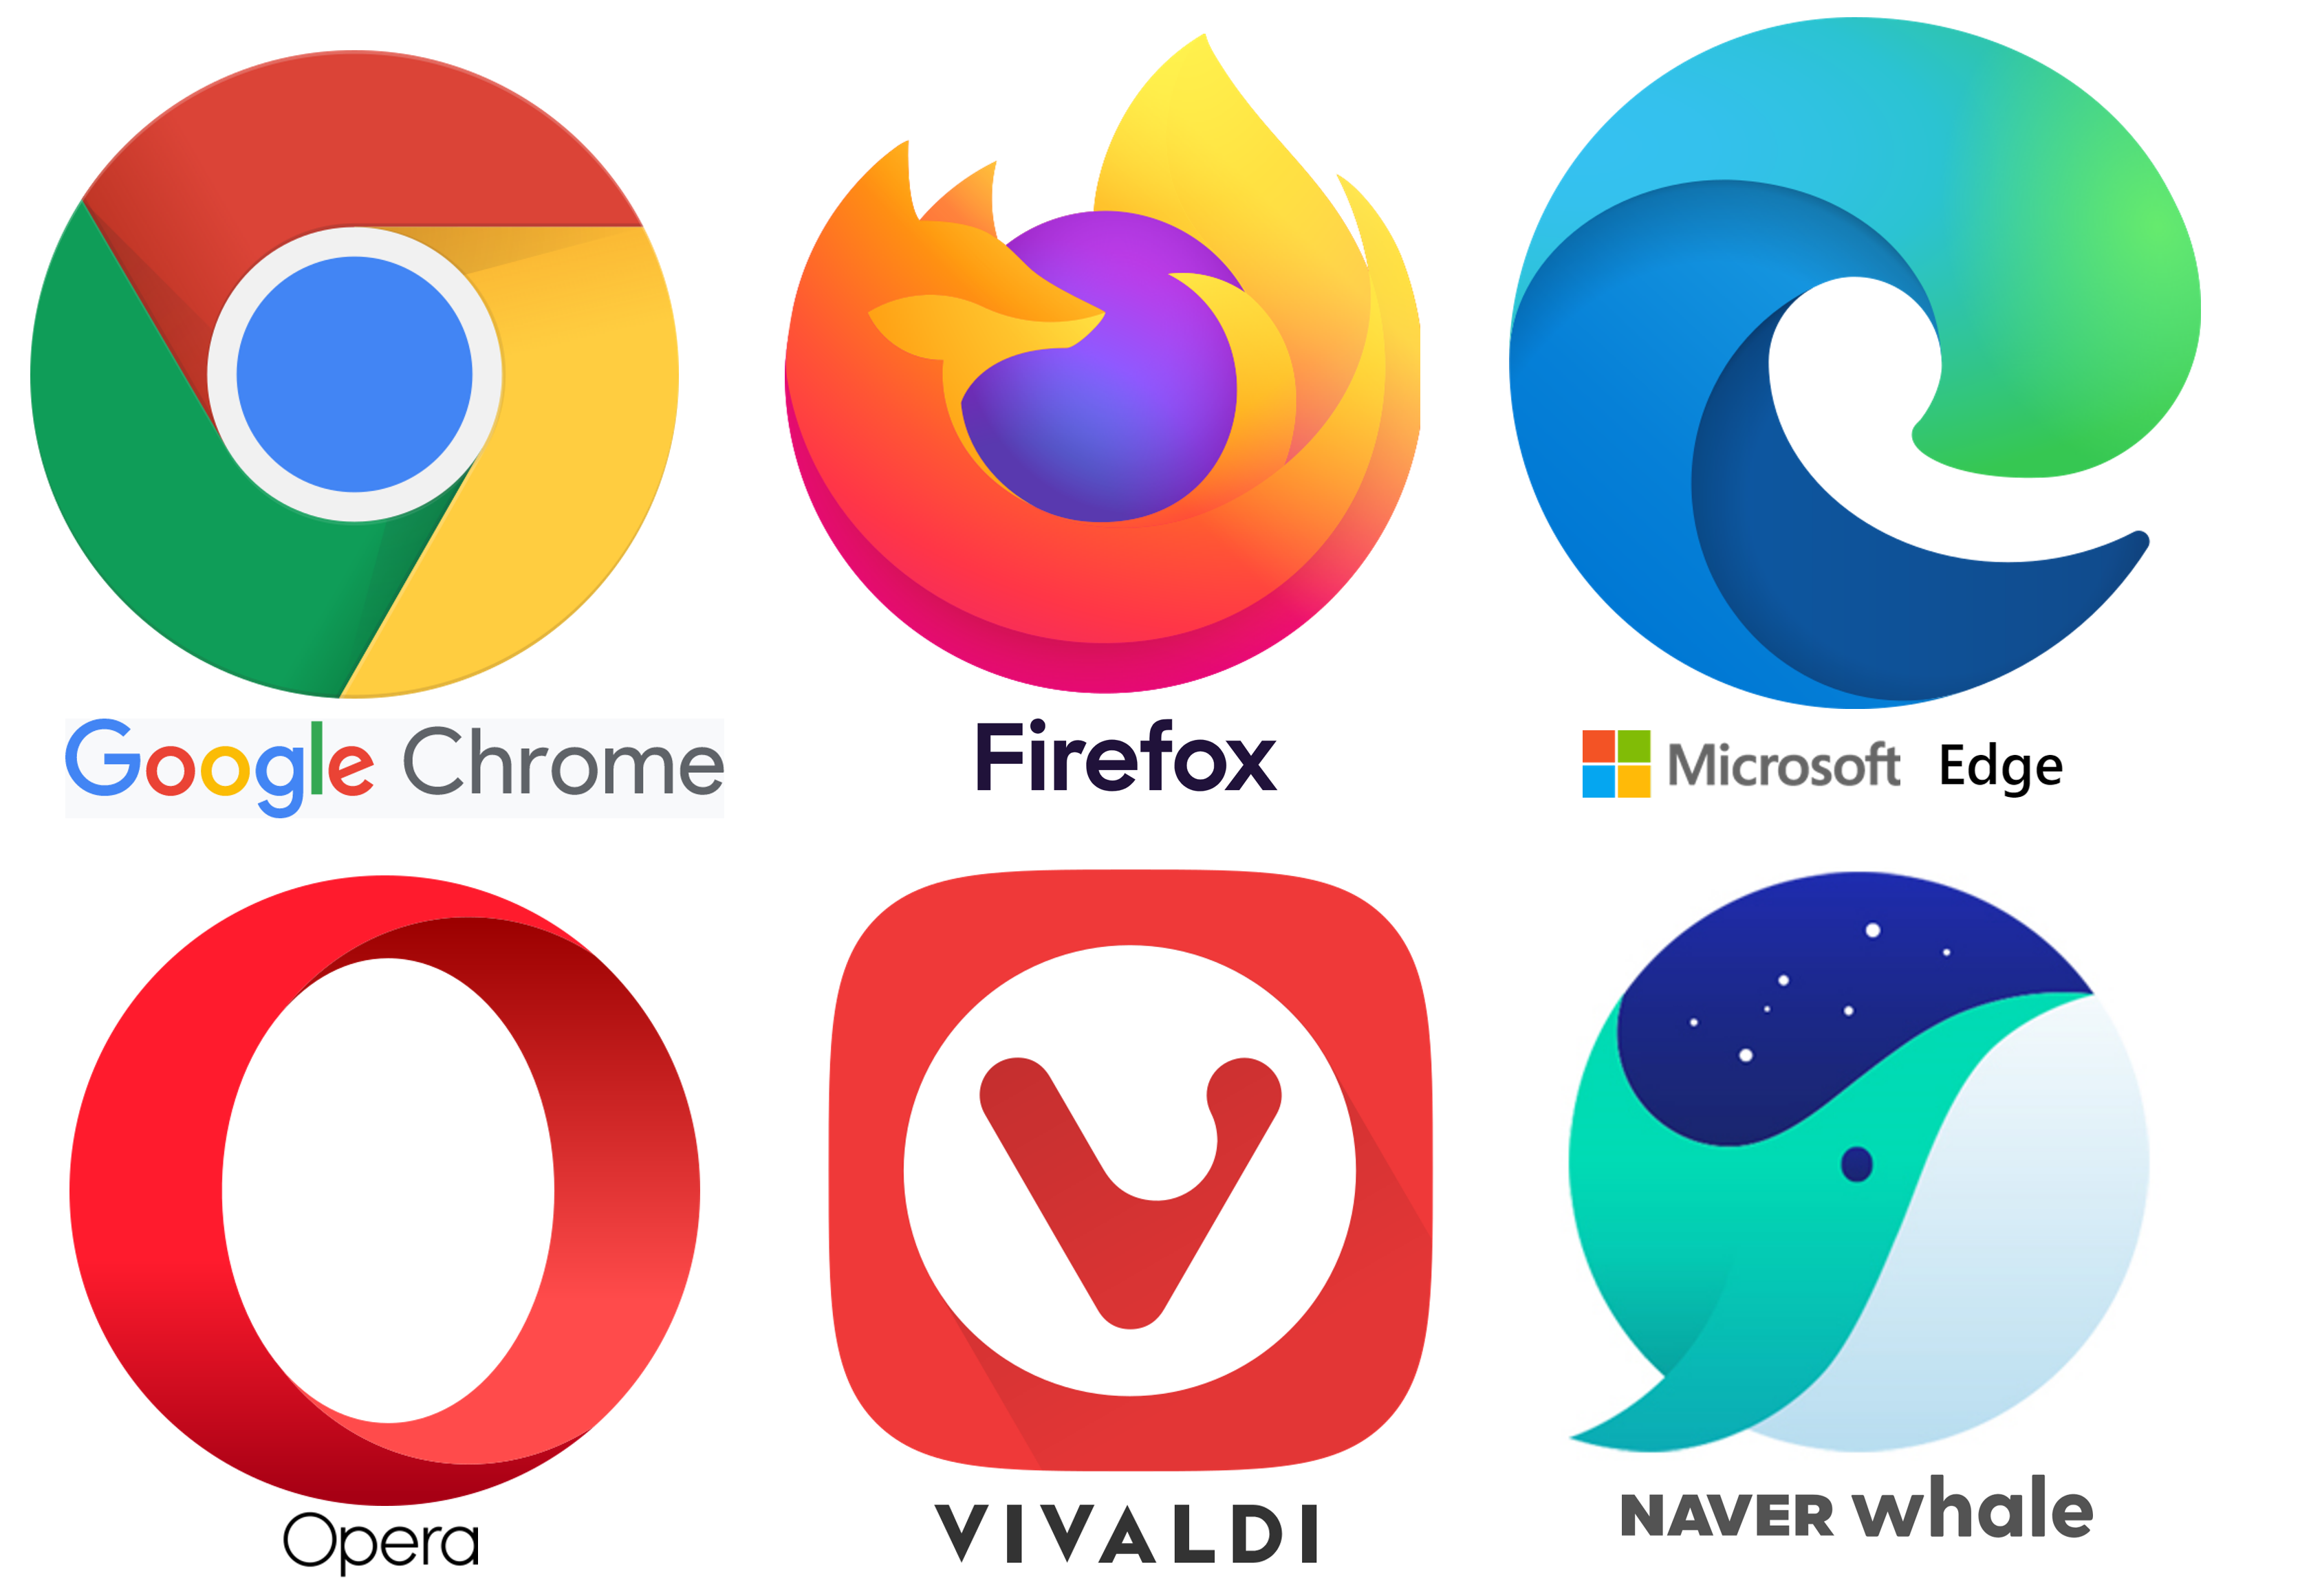 Google Chrome
Firefox
Microsoft Edge
Opera
VIVALDI
NAVER whale